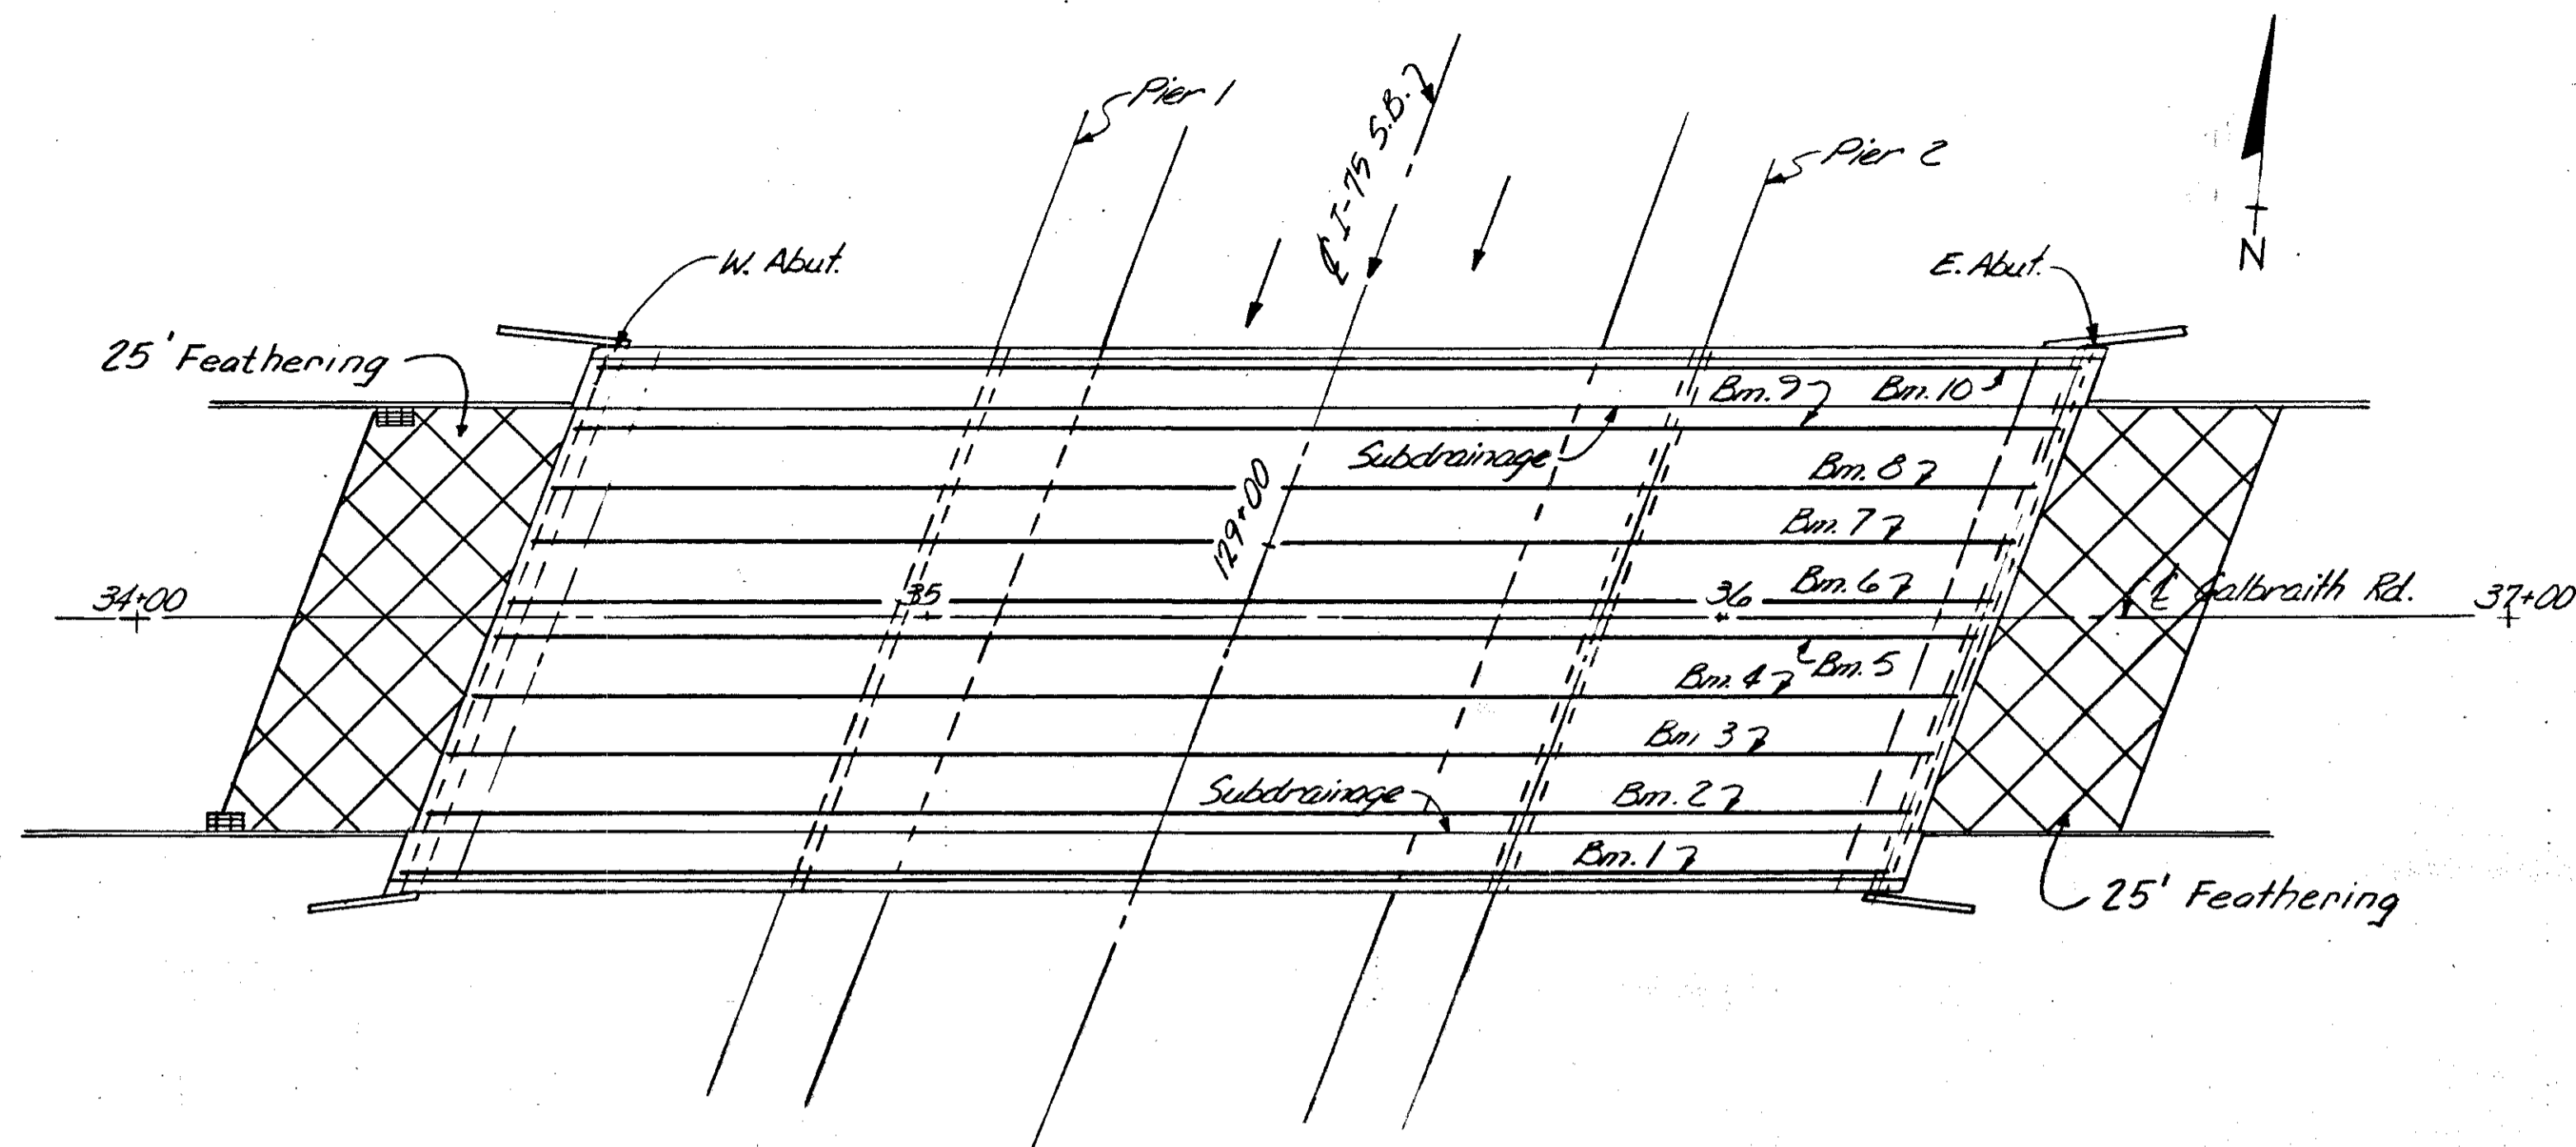 Pier 1
℄ I-75 S.B.
Pier 2
N
W. Abut.
E. Abut.
25' Feathering
Bm. 9
Bm. 10
Subdrainage
Bm. 8
129+00
Bm. 7
34+00
35
36
Bm. 6
℄ Galbraith Rd.
37+00
Bm. 5
Bm. 4
Bm. 3
Subdrainage
Bm. 2
Bm. 1
25' Feathering